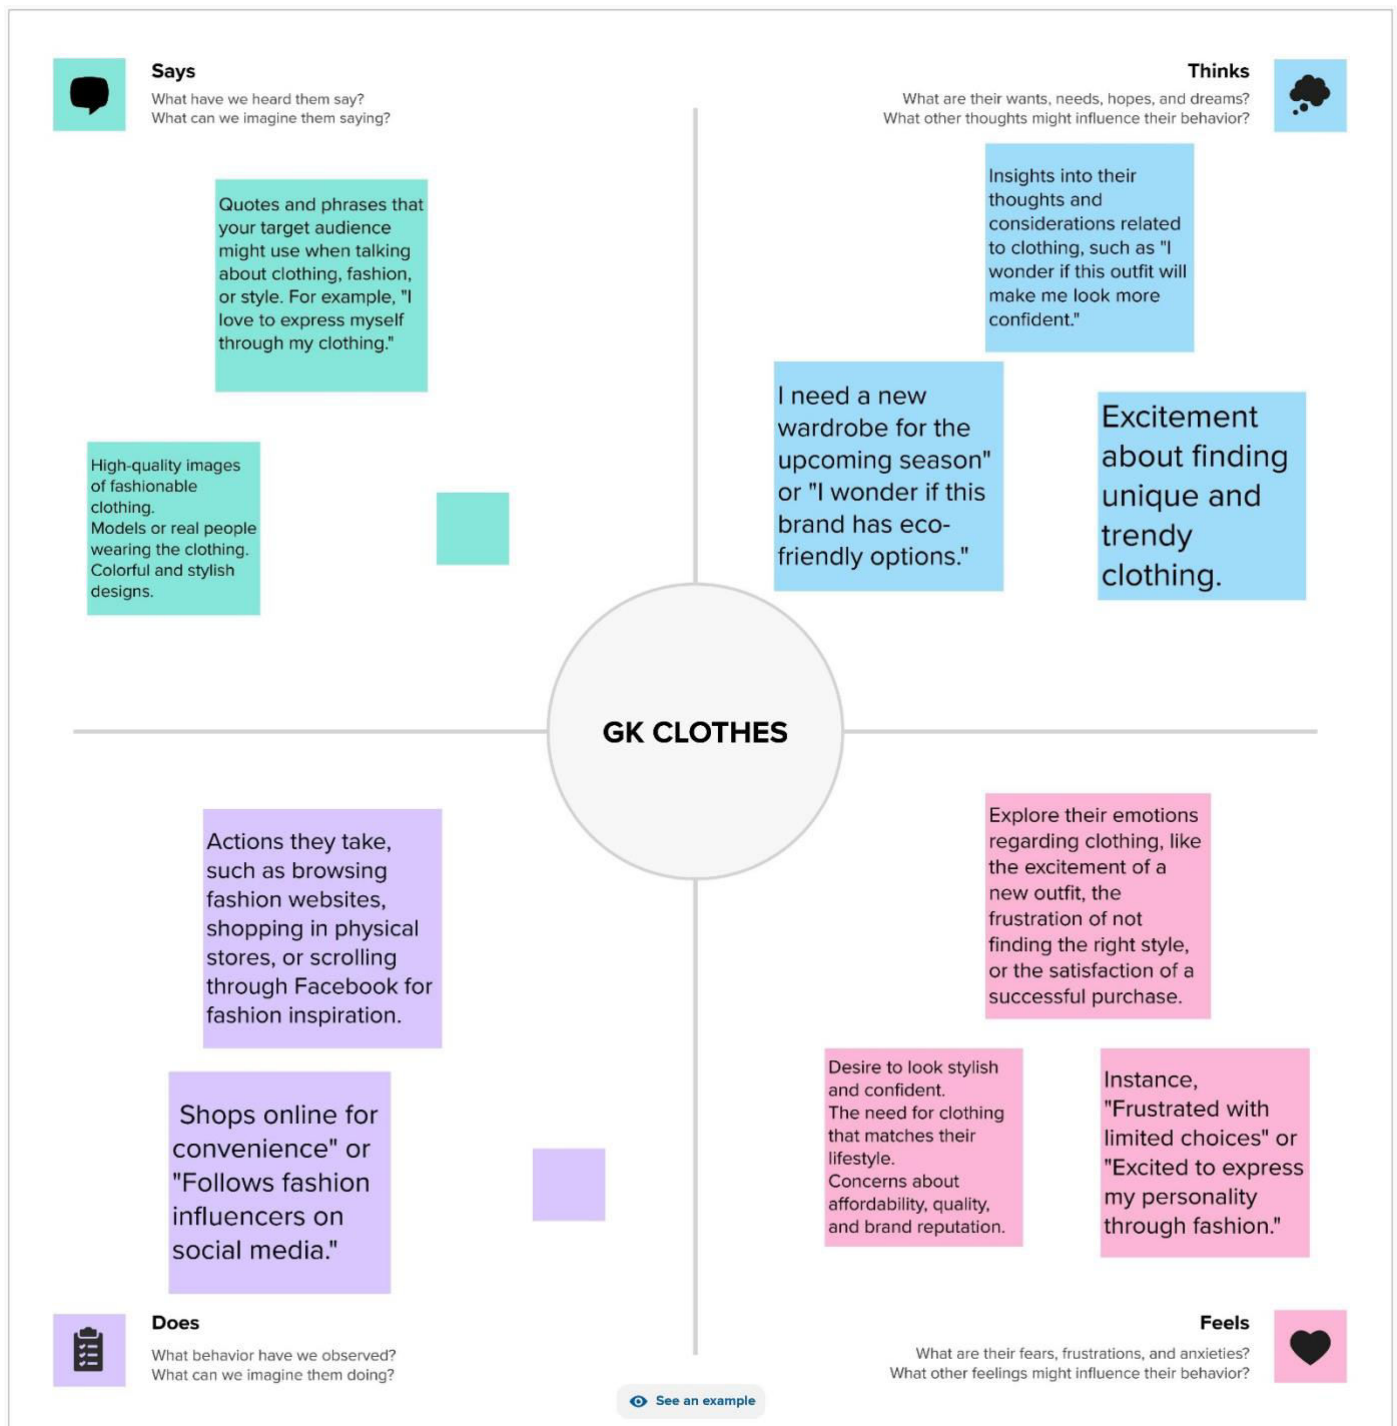 Says
What have we heard them say?
What can we imagine them saying?
Quotes and phrases that
your target audience
might use when talking
about clothing, fashion,
or style. For example, "I
love to express myself
through my clothing."
High-quality images
of fashionable
clothing.
Models or real people
wearing the clothing.
Colorful and stylish
designs.
Thinks
What are their wants, needs, hopes, and dreams?
What other thoughts might influence their behavior?
Insights into their
thoughts and
considerations related
to clothing, such as "I
wonder if this outfit will
make me look more
confident."
I need a new
wardrobe for the
upcoming season"
or "I wonder if this
brand has eco-
friendly options."
Excitement
about finding
unique and
trendy
clothing.
GK CLOTHES
Actions they take,
such as browsing
fashion websites,
shopping in physical
stores, or scrolling
through Facebook for
fashion inspiration.
Shops online for
convenience" or
"Follows fashion
influencers on
social media."
Does
What behavior have we observed?
What can we imagine them doing?
Explore their emotions
regarding clothing, like
the excitement of a
new outfit, the
frustration of not
finding the right style,
or the satisfaction of a
successful purchase.
Desire to look stylish
and confident.
The need for clothing
that matches their
lifestyle.
Concerns about
affordability, quality,
and brand reputation.
Instance,
"Frustrated with
limited choices" or
"Excited to express
my personality
through fashion."
Feels
What are their fears, frustrations, and anxieties?
What other feelings might influence their behavior?
See an example